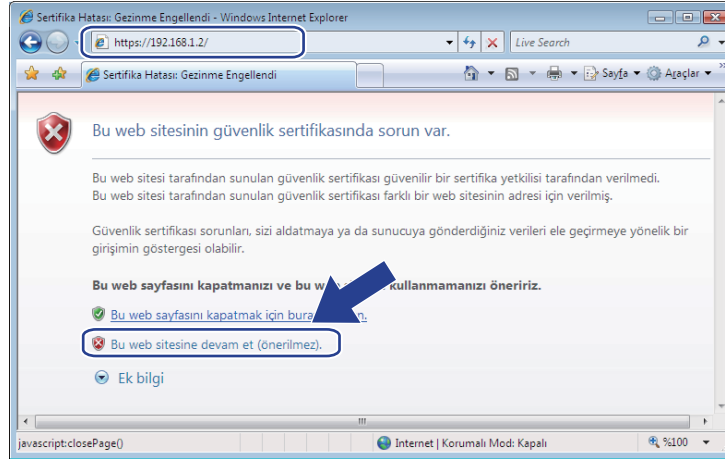 Sertifika Hatası: Gezinme Engellendi - Windows Internet Explorer
https://192.168.1.2/
Live Search
Sertifika Hatası: Gezinme Engellendi
Sayfa
Araçlar
Bu web sitesinin güvenlik sertifikasında sorun var.
Bu web sitesi tarafından sunulan güvenlik sertifikası güvenilir bir sertifika yetkilisi tarafından verilmedi.
Bu web sitesi tarafından sunulan güvenlik sertifikası farklı bir web sitesinin adresi için verilmiş.
Güvenlik sertifikası sorunları, sizi aldatmaya ya da sunucuya gönderdiğiniz verileri ele geçirmeye yönelik bir
girişimin göstergesi olabilir.
Bu web sayfasını kapatmanızı ve bu kullanmamanızı öneririz.
Bu web sayfasını kapatmak için
Bu web sitesine devam et (önerilmez).
Ek bilgi
javascript:closePage()
Internet | Korumalı Mod: Kapalı
%100